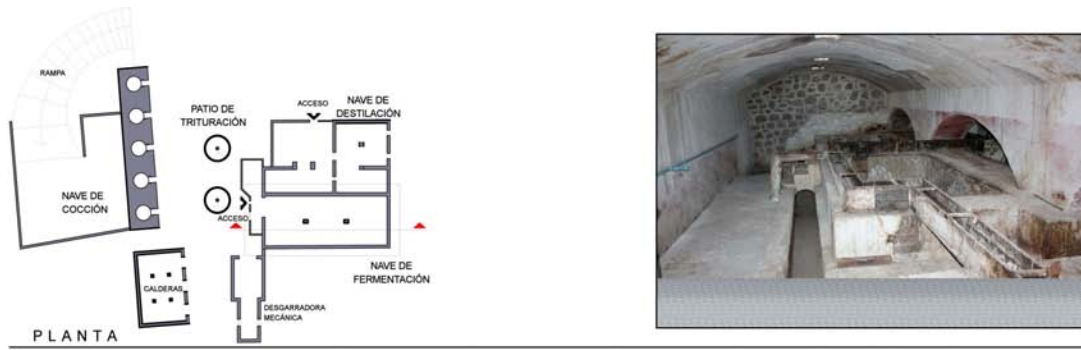 RAMPA
PATIO DE
TRITURACIÓN
ACCESO
NAVE DE
DESTILACIÓN
NAVE DE
COCCIÓN
ACCESO
NAVE DE
FERMENTACIÓN
CALDERAS
DESGARRADORA
MECÁNICA
PLANTA